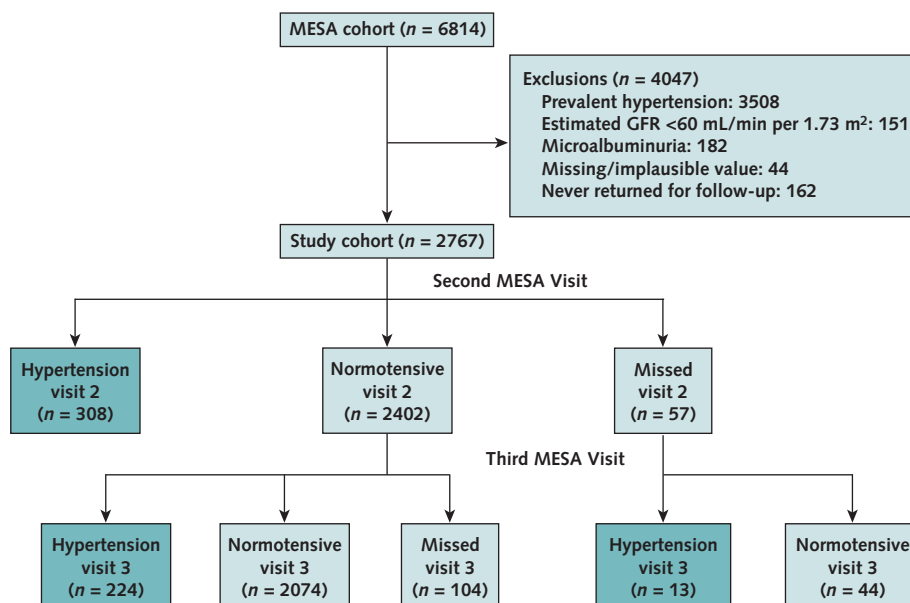 MESA cohort (n = 6814)
Exclusions (n = 4047)
Prevalent hypertension: 3508
Estimated GFR <60 mL/min per 1.73 m²: 151
Microalbuminuria: 182
Missing/implausible value: 44
Never returned for follow-up: 162
Study cohort (n = 2767)
Second MESA Visit
Hypertension
visit 2
(n = 308)
Normotensive
visit 2
(n = 2402)
Missed
visit 2
(n = 57)
Third MESA Visit
Hypertension
visit 3
(n = 224)
Normotensive
visit 3
(n = 2074)
Missed
visit 3
(n = 104)
Hypertension
visit 3
(n = 13)
Normotensive
visit 3
(n = 44)